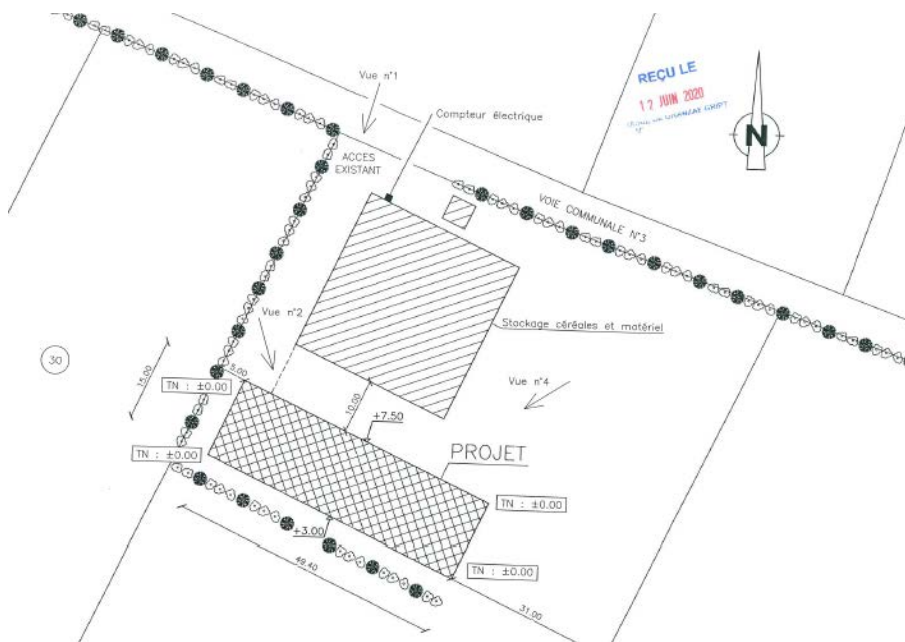 Vue n°1
REÇU LE
12 JUIN 2020
Compteur électrique
N
ACCES
EXISTANT
VOIE COMMUNALE N°3
Vue n°2
Stockage céréales et matériel
30
15.00
5.00
TN : ±0.00
Vue n°4
10.00
+7.50
PROJET
TN : ±0.00
TN : ±0.00
+3.00
TN : ±0.00
49.40
31.00